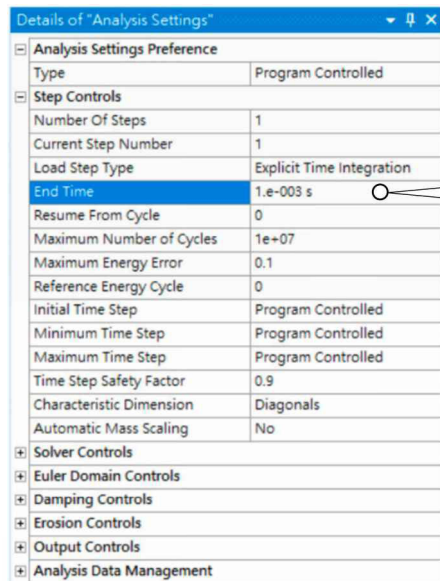 Details of "Analysis Settings"
Analysis Settings Preference
Type Program Controlled
Step Controls
Number Of Steps 1
Current Step Number 1
Load Step Type Explicit Time Integration
End Time 1.e-003 s
Resume From Cycle 0
Maximum Number of Cycles 1e+07
Maximum Energy Error 0.1
Reference Energy Cycle 0
Initial Time Step Program Controlled
Minimum Time Step Program Controlled
Maximum Time Step Program Controlled
Time Step Safety Factor 0.9
Characteristic Dimension Diagonals
Automatic Mass Scaling No
Solver Controls
Euler Domain Controls
Damping Controls
Erosion Controls
Output Controls
Analysis Data Management